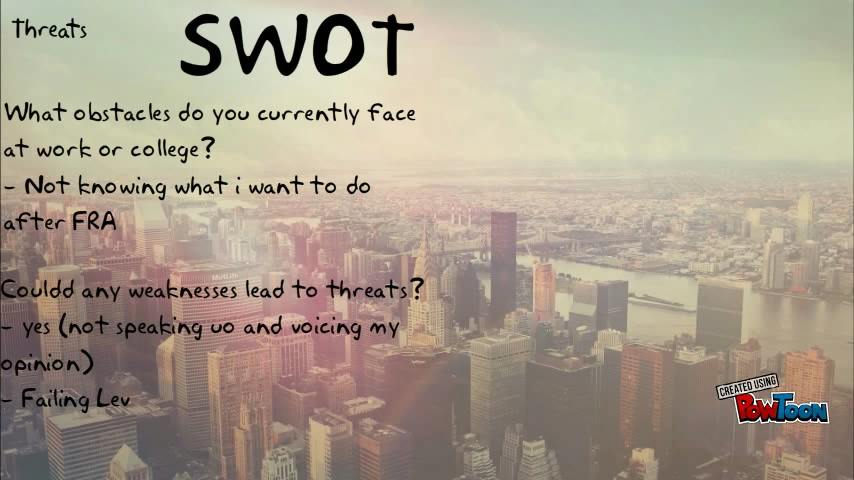 Threats
SWOT
What obstacles do you currently face
at work or college?
- Not knowing what i want to do
after FRA
Couldd any weaknesses lead to threats?
- yes (not speaking uo and voicing my
opinion)
- Failing Lev
MetLife
CREATED USING
POWTOON